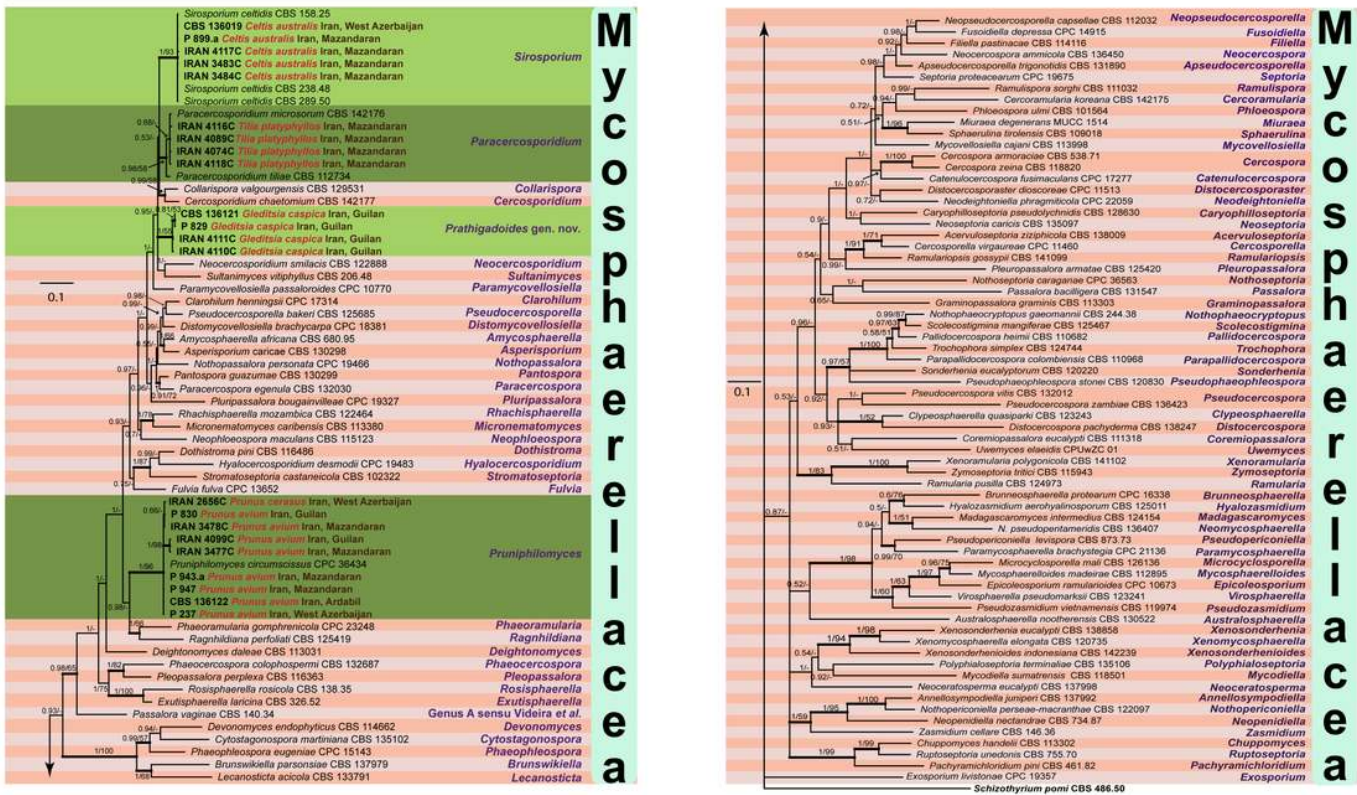 Sirosporium celtidis CBS 158.25
CBS 136019 Celtis australis Iran, West Azerbaijan
P 899.a Celtis australis Iran, Mazandaran
IRAN 4117C Celtis australis Iran, Mazandaran
IRAN 3483C Celtis australis Iran, Mazandaran
IRAN 3484C Celtis australis Iran, Mazandaran
Sirosporium celtidis CBS 238.48
Sirosporium celtidis CBS 289.50
Sirosporium
Paracercosporidium microsorum CBS 142176
IRAN 4116C Tilia platyphyllos Iran, Mazandaran
IRAN 4089C Tilia platyphyllos Iran, Mazandaran
IRAN 4074C Tilia platyphyllos Iran, Mazandaran
IRAN 4118C Tilia platyphyllos Iran, Mazandaran
Paracercosporidium tiliae CBS 112734
Paracercosporidium
Collarispora valgourgensis CBS 129531 Collarispora
Cercosporidium chaetomium CBS 142177 Cercosporidium
CBS 136121 Gleditsia caspica Iran, Guilan
P 829 Gleditsia caspica Iran, Guilan
IRAN 4111C Gleditsia caspica Iran, Guilan
IRAN 4110C Gleditsia caspica Iran, Guilan
Prathigadoides gen. nov.
Neocercosporidium smilacis CBS 122888 Neocercosporidium
Sultanimyces vitiphyllus CBS 206.48 Sultanimyces
Paramycovellosiella passaloroides CPC 10770 Paramycovellosiella
Clarohilum henningsii CPC 17314 Clarohilum
Pseudocercosporella bakeri CBS 125685 Pseudocercosporella
Distomycovellosiella brachycarpa CPC 18381 Distomycovellosiella
Amycosphaerella africana CBS 680.95 Amycosphaerella
Asperisporium caricae CBS 130298 Asperisporium
Nothopassalora personata CPC 19466 Nothopassalora
Pantospora guazumae CBS 130299 Pantospora
Paracercospora egenula CBS 132030 Paracercospora
Pluripassalora bougainvilleae CPC 19327 Pluripassalora
Rhachisphaerella mozambica CBS 122464 Rhachisphaerella
Micronematomyces caribensis CBS 113380 Micronematomyces
Neophloeospora maculans CBS 115123 Neophloeospora
Dothistroma pini CBS 116486 Dothistroma
Hyalocercosporidium desmodii CPC 19483 Hyalocercosporidium
Stromatoseptoria castaneicola CBS 102322 Stromatoseptoria
Fulvia fulva CPC 13652 Fulvia
IRAN 2656C Prunus cerasus Iran, West Azerbaijan
P 830 Prunus avium Iran, Guilan
IRAN 3478C Prunus avium Iran, Mazandaran
IRAN 4099C Prunus avium Iran, Guilan
IRAN 3477C Prunus avium Iran, Mazandaran
Pruniphilomyces circumscissus CPC 36434
P 943.a Prunus avium Iran, Mazandaran
P 947 Prunus avium Iran, Mazandaran
CBS 136122 Prunus avium Iran, Ardabil
P 237 Prunus avium Iran, West Azerbaijan
Pruniphilomyces
Phaeoramularia gomphrenicola CPC 23248 Phaeoramularia
Ragnhildiana perfoliati CBS 125419 Ragnhildiana
Deightonomyces daleae CBS 113031 Deightonomyces
Phaeocercospora colophospermi CBS 132687 Phaeocercospora
Pleopassalora perplexa CBS 116363 Pleopassalora
Rosisphaerella rosicola CBS 138.35 Rosisphaerella
Exutisphaerella laricina CBS 326.52 Exutisphaerella
Passalora vaginae CBS 140.34 Genus A sensu Videira et al.
Devonomyces endophyticus CBS 114662 Devonomyces
Cytostagonospora martiniana CBS 135102 Cytostagonospora
Phaeophleospora eugeniae CPC 15143 Phaeophleospora
Brunswikiella parsonsiae CBS 137979 Brunswikiella
Lecanosticta acicola CBS 133791 Lecanosticta
0.1
Mycosphaerellacea
Neopseudocercosporella capsellae CBS 112032 Neopseudocercosporella
Fusoidiella depressa CPC 14915 Fusoidiella
Filiella pastinacae CBS 114116 Filiella
Neocercospora ammicola CBS 136450 Neocercospora
Apseudocercosporella trigonotidis CBS 131890 Apseudocercosporella
Septoria proteacearum CPC 19675 Septoria
Ramulispora sorghi CBS 111032 Ramulispora
Cercoramularia koreana CBS 142175 Cercoramularia
Phloeospora ulmi CBS 101564 Phloeospora
Miuraea degenerans MUCC 1514 Miuraea
Sphaerulina tirolensis CBS 109018 Sphaerulina
Mycovellosiella cajani CBS 113998 Mycovellosiella
Cercospora armoraciae CBS 538.71
Cercospora zeina CBS 118820
Cercospora
Catenulocercospora fusimaculans CPC 17277 Catenulocercospora
Distocercosporaster dioscoreae CPC 11513 Distocercosporaster
Neodeightoniella phragmiticola CPC 22059 Neodeightoniella
Caryophilloseptoria pseudolychnidis CBS 128630 Caryophilloseptoria
Neoseptoria caricis CBS 135097 Neoseptoria
Acervuloseptoria ziziphicola CBS 138009 Acervuloseptoria
Cercosporella virgaureae CPC 11460 Cercosporella
Ramulariopsis gossypii CBS 141099 Ramulariopsis
Pleuropassalora armatae CBS 125420 Pleuropassalora
Nothoseptoria caraganae CPC 36563 Nothoseptoria
Passalora bacilligera CBS 131547 Passalora
Graminopassalora graminis CBS 113303 Graminopassalora
Nothophaeocryptopus gaeumannii CBS 244.38 Nothophaeocryptopus
Scolecostigmina mangiferae CBS 125467 Scolecostigmina
Pallidocercospora heimii CBS 110682 Pallidocercospora
Trochophora simplex CBS 124744 Trochophora
Parapallidocercospora colombiensis CBS 110968 Parapallidocercospora
Sonderhenia eucalyptorum CBS 120220 Sonderhenia
Pseudophaeophleospora stonei CBS 120830 Pseudophaeophleospora
Pseudocercospora vitis CBS 132012
Pseudocercospora zambiae CBS 136423
Pseudocercospora
Clypeosphaerella quasiparki CBS 123243 Clypeosphaerella
Distocercospora pachyderma CBS 138247 Distocercospora
Coremiopassalora eucalypti CBS 111318 Coremiopassalora
Uwemyces elaeidis CPUwZC 01 Uwemyces
Xenoramularia polygonicola CBS 141102 Xenoramularia
Zymoseptoria tritici CBS 115943 Zymoseptoria
Ramularia pusilla CBS 124973 Ramularia
Brunneosphaerella protearum CPC 16338 Brunneosphaerella
Hyalozasmidium aerohyalinosporum CBS 125011 Hyalozasmidium
Madagascaromyces intermedius CBS 124154 Madagascaromyces
N. pseudopentameridis CBS 136407 Neomycosphaerella
Pseudopericoniella levispora CBS 873.73 Pseudopericoniella
Paramycosphaerella brachystegia CPC 21136 Paramycosphaerella
Microcyclosporella mali CBS 126136 Microcyclosporella
Mycosphaerelloides madeirae CBS 112895 Mycosphaerelloides
Epicoleosporium ramularioides CPC 10673 Epicoleosporium
Virosphaerella pseudomarksii CBS 123241 Virosphaerella
Pseudozasmidium vietnamensis CBS 119974 Pseudozasmidium
Australosphaerella nootherensis CBS 130522 Australosphaerella
Xenosonderhenia eucalypti CBS 138858 Xenosonderhenia
Xenomycosphaerella elongata CBS 120735 Xenomycosphaerella
Xenosonderhenioides indonesiana CBS 142239 Xenosonderhenioides
Polyphialoseptoria terminaliae CBS 135106 Polyphialoseptoria
Mycodiella sumatrensis CBS 118501 Mycodiella
Neoceratosperma eucalypti CBS 137998 Neoceratosperma
Annellosympodiella juniperi CBS 137992 Annellosympodiella
Nothopericoniella perseae-macranthae CBS 122097 Nothopericoniella
Neopenidiella nectandrae CBS 734.87 Neopenidiella
Zasmidium cellare CBS 146.36 Zasmidium
Chuppomyces handelii CBS 113302 Chuppomyces
Ruptoseptoria unedonis CBS 755.70 Ruptoseptoria
Pachyramichloridium pini CBS 461.82 Pachyramichloridium
Exosporium livistonae CPC 19357 Exosporium
Schizothyrium pomi CBS 486.50
0.1
Mycosphaerellacea